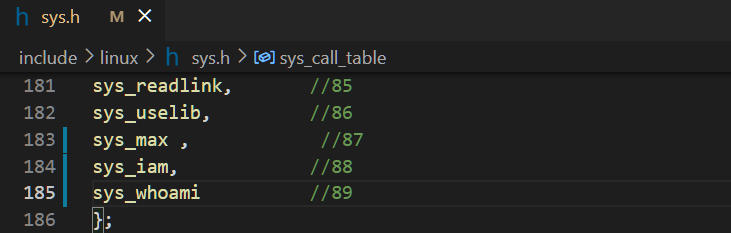 sys.h M X
include > linux > h sys.h > sys_call_table
181 sys_readlink, //85
182 sys_uselib, //86
183 sys_max , //87
184 sys_iam, //88
185 sys_whoami //89
186 };